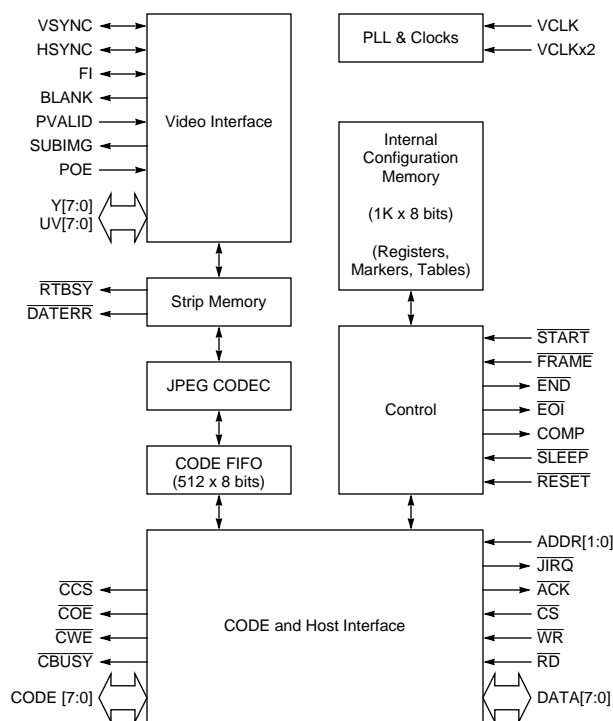 VSYNC
HSYNC
FI
BLANK
PVALID
SUBIMG
POE
Y[7:0]
UV[7:0]
Video Interface
PLL & Clocks
VCLK
VCLKx2
Internal
Configuration
Memory
(1K x 8 bits)
(Registers,
Markers, Tables)
RTBSY
DATERR
Strip Memory
JPEG CODEC
CODE FIFO
(512 x 8 bits)
Control
START
FRAME
END
EOI
COMP
SLEEP
RESET
CCS
COE
CWE
CBUSY
CODE [7:0]
CODE and Host Interface
ADDR[1:0]
JIRQ
ACK
CS
WR
RD
DATA[7:0]